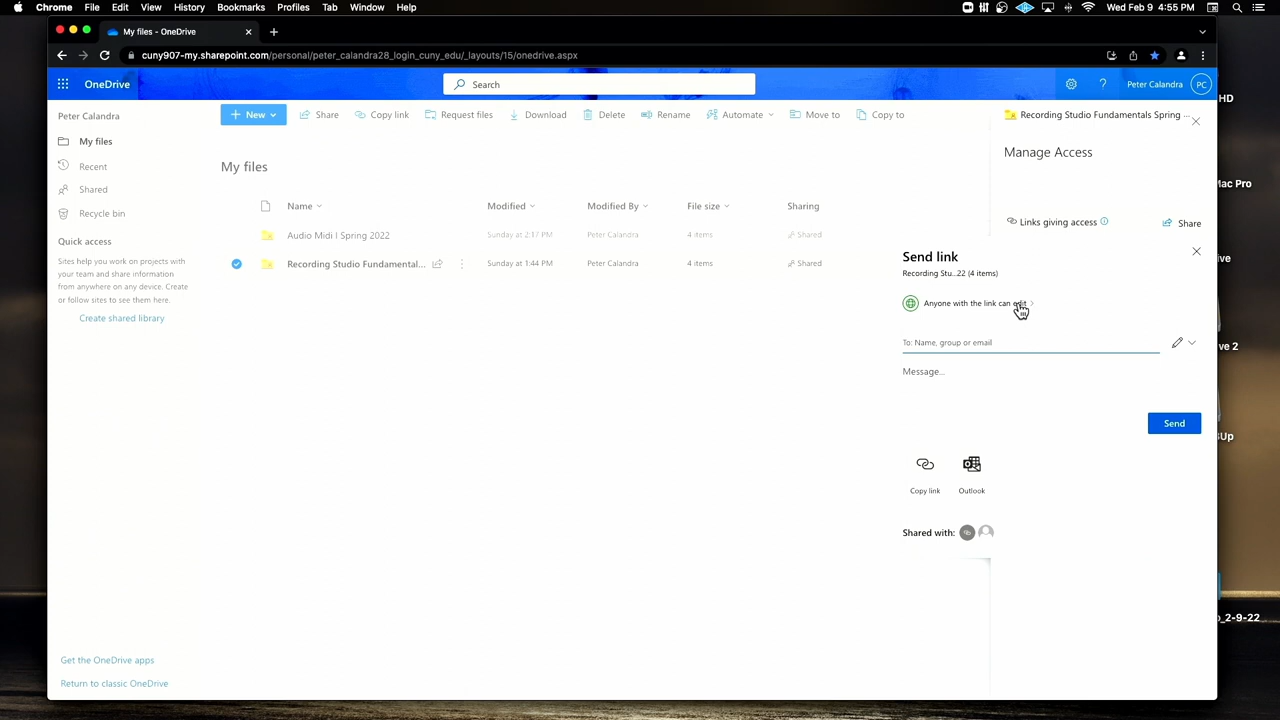 Chrome File Edit View History Bookmarks Profiles Tab Window Help Wed Feb 9 4:55 PM
My files - OneDrive
cuny907-my.sharepoint.com/personal/peter_calandra28_login_cuny_edu/_layouts/15/onedrive.aspx
OneDrive Search ? Peter Calandra PC
Peter Calandra
+ New Share Copy link Request files Download Delete Rename Automate Move to Copy to
Recording Studio Fundamentals Spring ...
HD
My files
Recent
Shared
Recycle bin
Quick access
Sites help you work on projects with
your team and share information
from anywhere on any device. Create
or follow sites to see them here.
Create shared library
Get the OneDrive apps
Return to classic OneDrive
My files
Name Modified Modified By File size Sharing
Audio Midi I Spring 2022 Sunday at 2:17 PM Peter Calandra 4 items Shared
Recording Studio Fundamental... Sunday at 1:44 PM Peter Calandra 4 items Shared
Manage Access
Links giving access Share
Send link
Recording Stu...22 (4 items)
Anyone with the link can edit
To: Name, group or email
Message...
Send
Copy link Outlook
Shared with:
Mac Pro
ve 2
_2-9-22